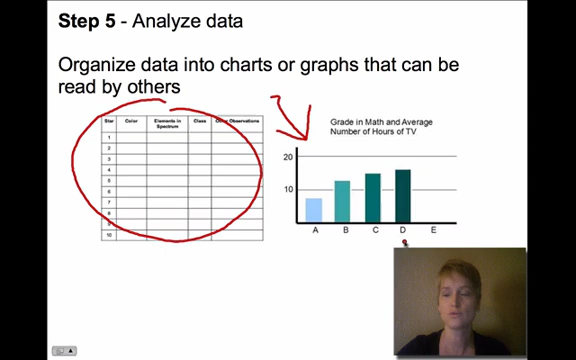 Step 5 - Analyze data
Organize data into charts or graphs that can be
read by others
Star Color Elements in Spectrum Class Other Observations
1
2
3
4
5
6
7
8
9
10
Grade in Math and Average
Number of Hours of TV
20
10
A B C D E